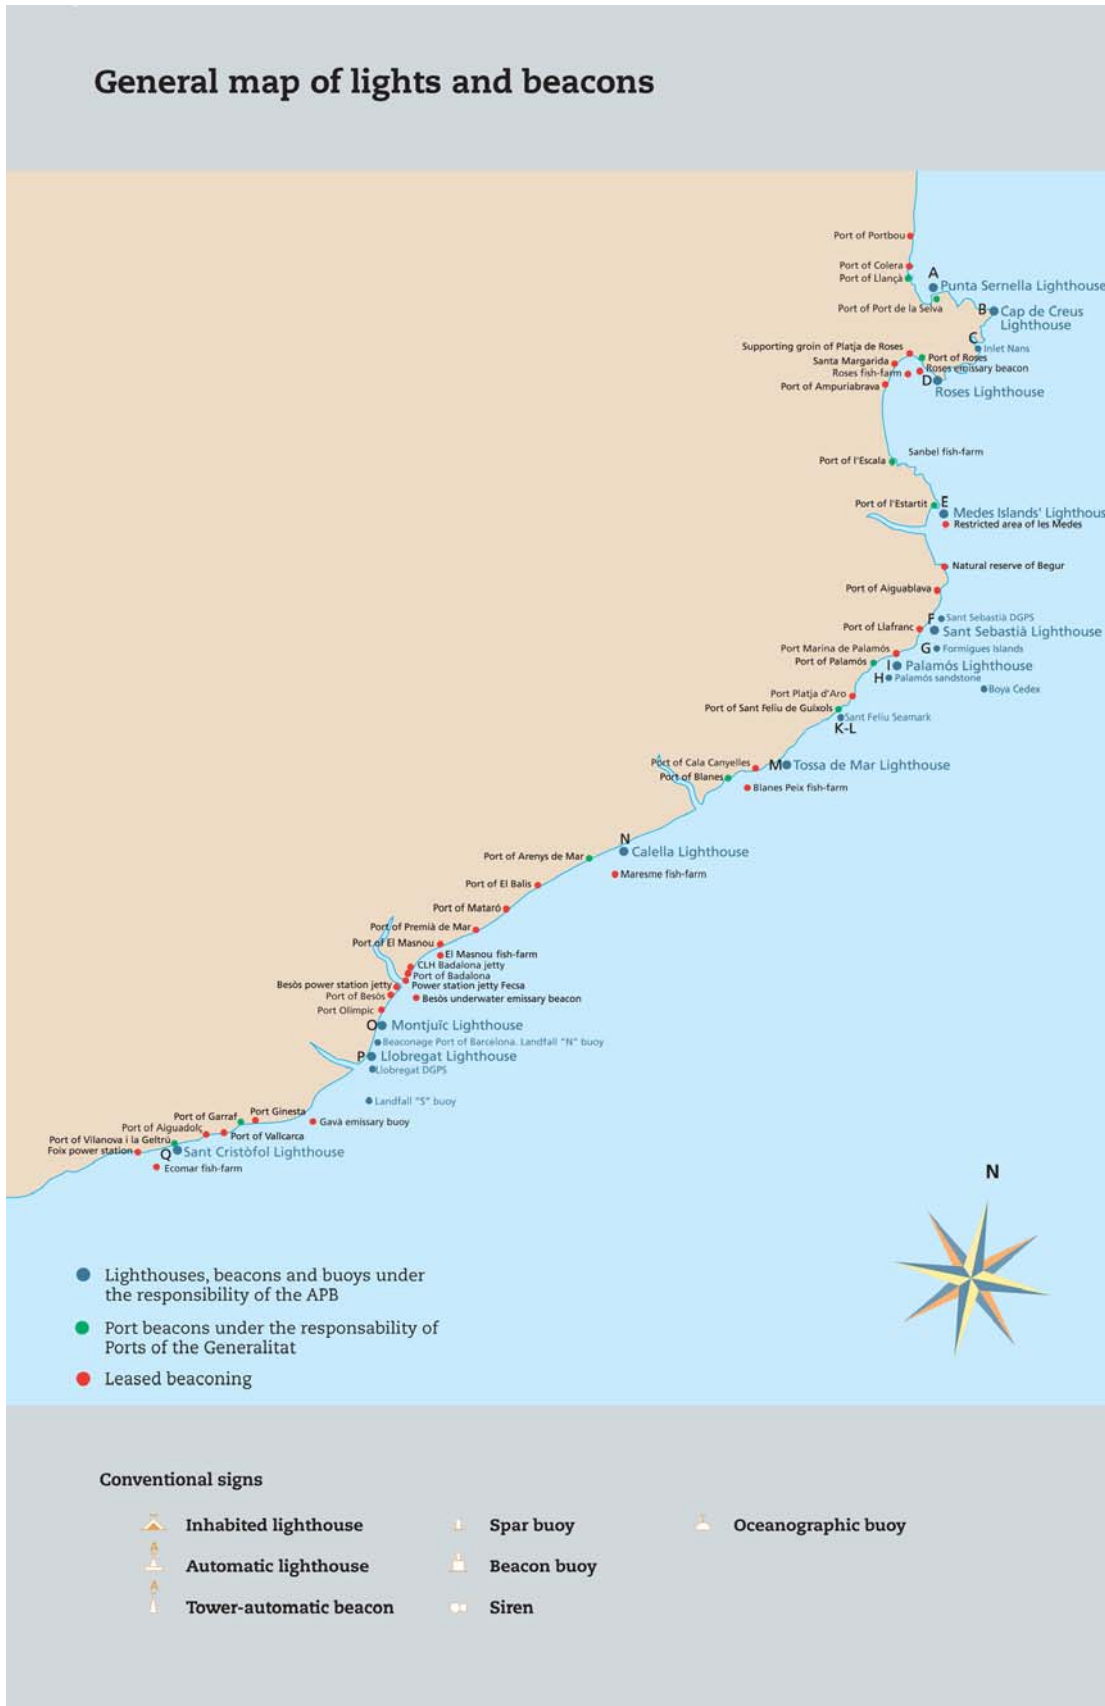 General map of lights and beacons
Port of Portbou
Port of Colera
A
Port of Llançà
Punta Sernella Lighthouse
Port of Port de la Selva
B
Cap de Creus
Lighthouse
C
Inlet Nans
Supporting groin of Platja de Roses
Port of Roses
Santa Margarida
Roses emissary beacon
Roses fish-farm
D
Port of Ampuriabrava
Roses Lighthouse
Sanbel fish-farm
Port of l'Escala
Port of l'Estartit
E
Medes Islands' Lighthous
Restricted area of les Medes
Natural reserve of Begur
Port of Aiguablava
F
Sant Sebastià DGPS
Port of Llafranc
Sant Sebastià Lighthouse
Port Marina de Palamós
G
Formigues Islands
Port of Palamós
I
Palamós Lighthouse
H
Palamós sandstone
Boya Cedex
Port Platja d'Aro
Port of Sant Feliu de Guíxols
Sant Feliu Seamark
K-L
Port of Cala Canyelles
M
Tossa de Mar Lighthouse
Port of Blanes
Blanes Peix fish-farm
N
Calella Lighthouse
Port of Arenys de Mar
Maresme fish-farm
Port of El Balis
Port of Mataró
Port of Premià de Mar
Port of El Masnou
El Masnou fish-farm
CLH Badalona jetty
Port of Badalona
Besòs power station jetty
Power station jetty Fecsa
Port of Besòs
Besòs underwater emissary beacon
Port Olímpic
O
Montjuïc Lighthouse
Beaconage Port of Barcelona. Landfall "N" buoy
P
Llobregat Lighthouse
Llobregat DGPS
Landfall "S" buoy
Port of Garraf
Port Ginesta
Gavà emissary buoy
Port of Aiguadolç
Port of Vallcarca
Port of Vilanova i la Geltrú
Foix power station
Q
Sant Cristòfol Lighthouse
Ecomar fish-farm
N
Lighthouses, beacons and buoys under
the responsibility of the APB
Port beacons under the responsability of
Ports of the Generalitat
Leased beaconing
Conventional signs
Inhabited lighthouse
Spar buoy
Oceanographic buoy
A
Automatic lighthouse
Beacon buoy
A
Tower-automatic beacon
Siren